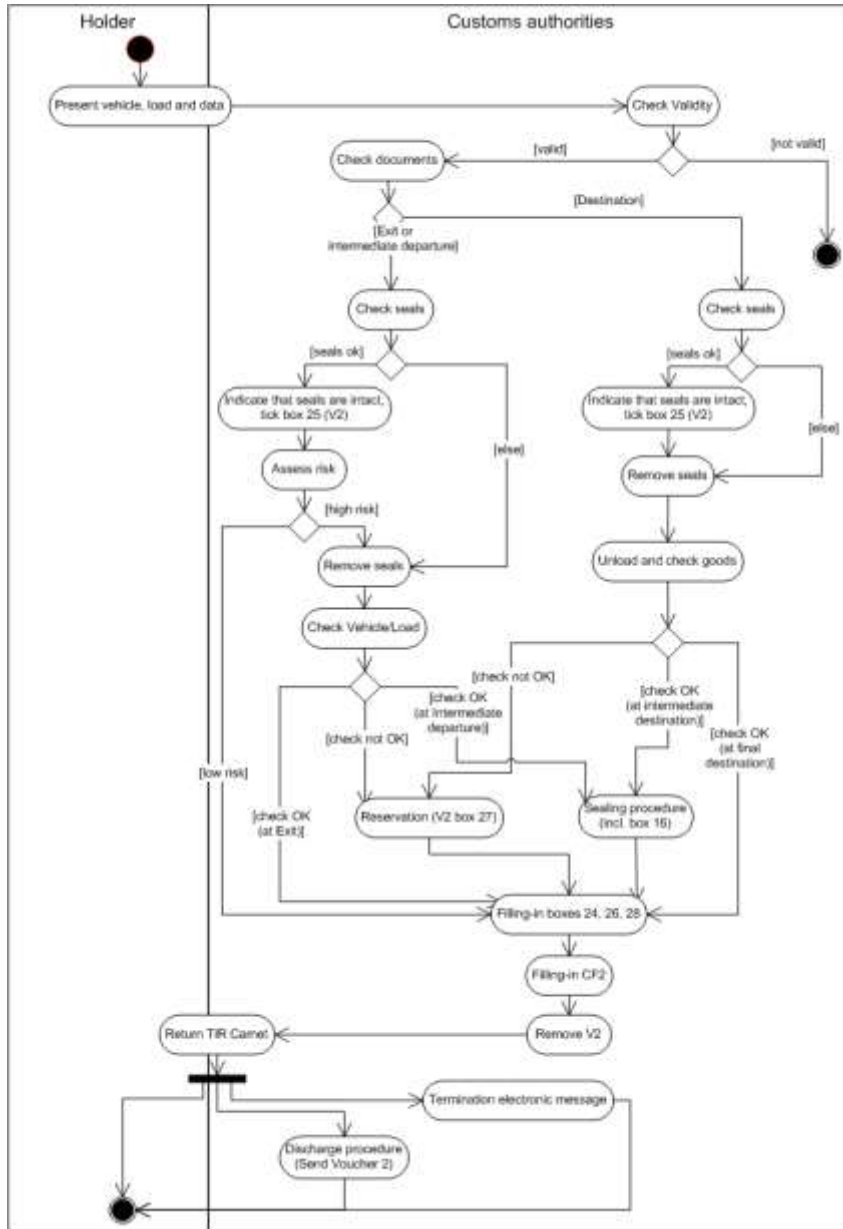 Holder
Customs authorities
Present vehicle, load and data
Check Validity
[valid]
[not valid]
Check documents
[Destination]
[Exit or
intermediate departure]
Check seals
Check seals
[seals ok]
[seals ok]
Indicate that seals are intact,
tick box 25 (V2)
Indicate that seals are intact,
tick box 25 (V2)
[else]
[else]
Assess risk
Remove seals
[high risk]
Remove seals
Unload and check goods
Check Vehicle/Load
[check not OK]
[check OK
(at Intermediate
departure)]
[check OK
(at intermediate
destination)]
[check not OK]
[check OK
(at final
destination)]
[low risk]
[check OK
(at Exit)]
Reservation (V2 box 27)
Sealing procedure
(incl. box 16)
Filling-in boxes 24, 26, 28
Filling-in CF2
Return TIR Carnet
Remove V2
Termination electronic message
Discharge procedure
(Send Voucher 2)